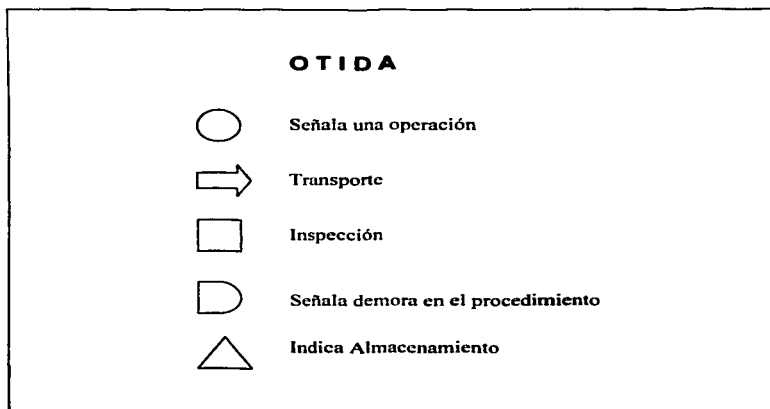 OTIDA
Señala una operación
Transporte
Inspección
Señala demora en el procedimiento
Indica Almacenamiento